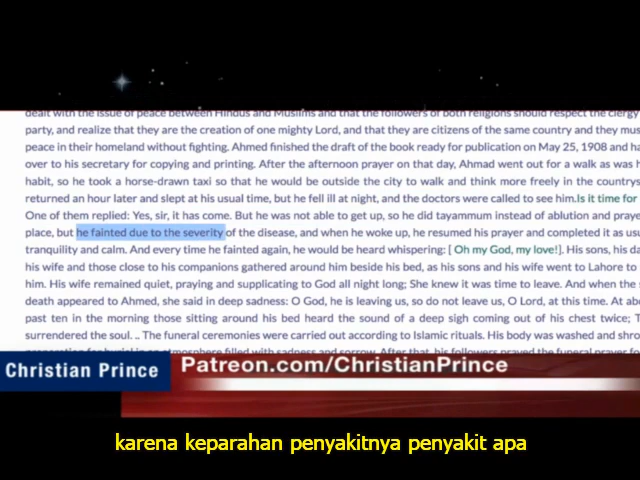 dealt with the issue of peace between Hindus and Muslims and that the followers of both religions should respect the clergy
party, and realize that they are the creation of one mighty Lord, and that they are citizens of the same country and they mus
peace in their homeland without fighting. Ahmed finished the draft of the book ready for publication on May 25, 1908 and ha
over to his secretary for copying and printing. After the afternoon prayer on that day, Ahmad went out for a walk as was h
habit, so he took a horse-drawn taxi so that he would be outside the city to walk and think more freely in the countrys
returned an hour later and slept at his usual time, but he fell ill at night, and the doctors were called to see him.Is it time for
One of them replied: Yes, sir, it has come. But he was not able to get up, so he did tayammum instead of ablution and praye
place, but he fainted due to the severity of the disease, and when he woke up, he resumed his prayer and completed it as usu
tranquility and calm. And every time he fainted again, he would be heard whispering: [ Oh my God, my love!]. His sons, his da
his wife and those close to his companions gathered around him beside his bed, as his sons and his wife went to Lahore to
him. His wife remained quiet, praying and supplicating to God all night long; She knew it was time to leave. And when the s
death appeared to Ahmed, she said in deep sadness: O God, he is leaving us, so do not leave us, O Lord, at this time. At abo
past ten in the morning those sitting around his bed heard the sound of a deep sigh coming out of his chest twice; T
surrendered the soul. .. The funeral ceremonies were carried out according to Islamic rituals. His body was washed and shro
atmosphere filled with sadness and sorrow. After that, his followers prayed the funeral prayer fo
Christian Prince
Patreon.com/ChristianPrince
karena keparahan penyakitnya penyakit apa